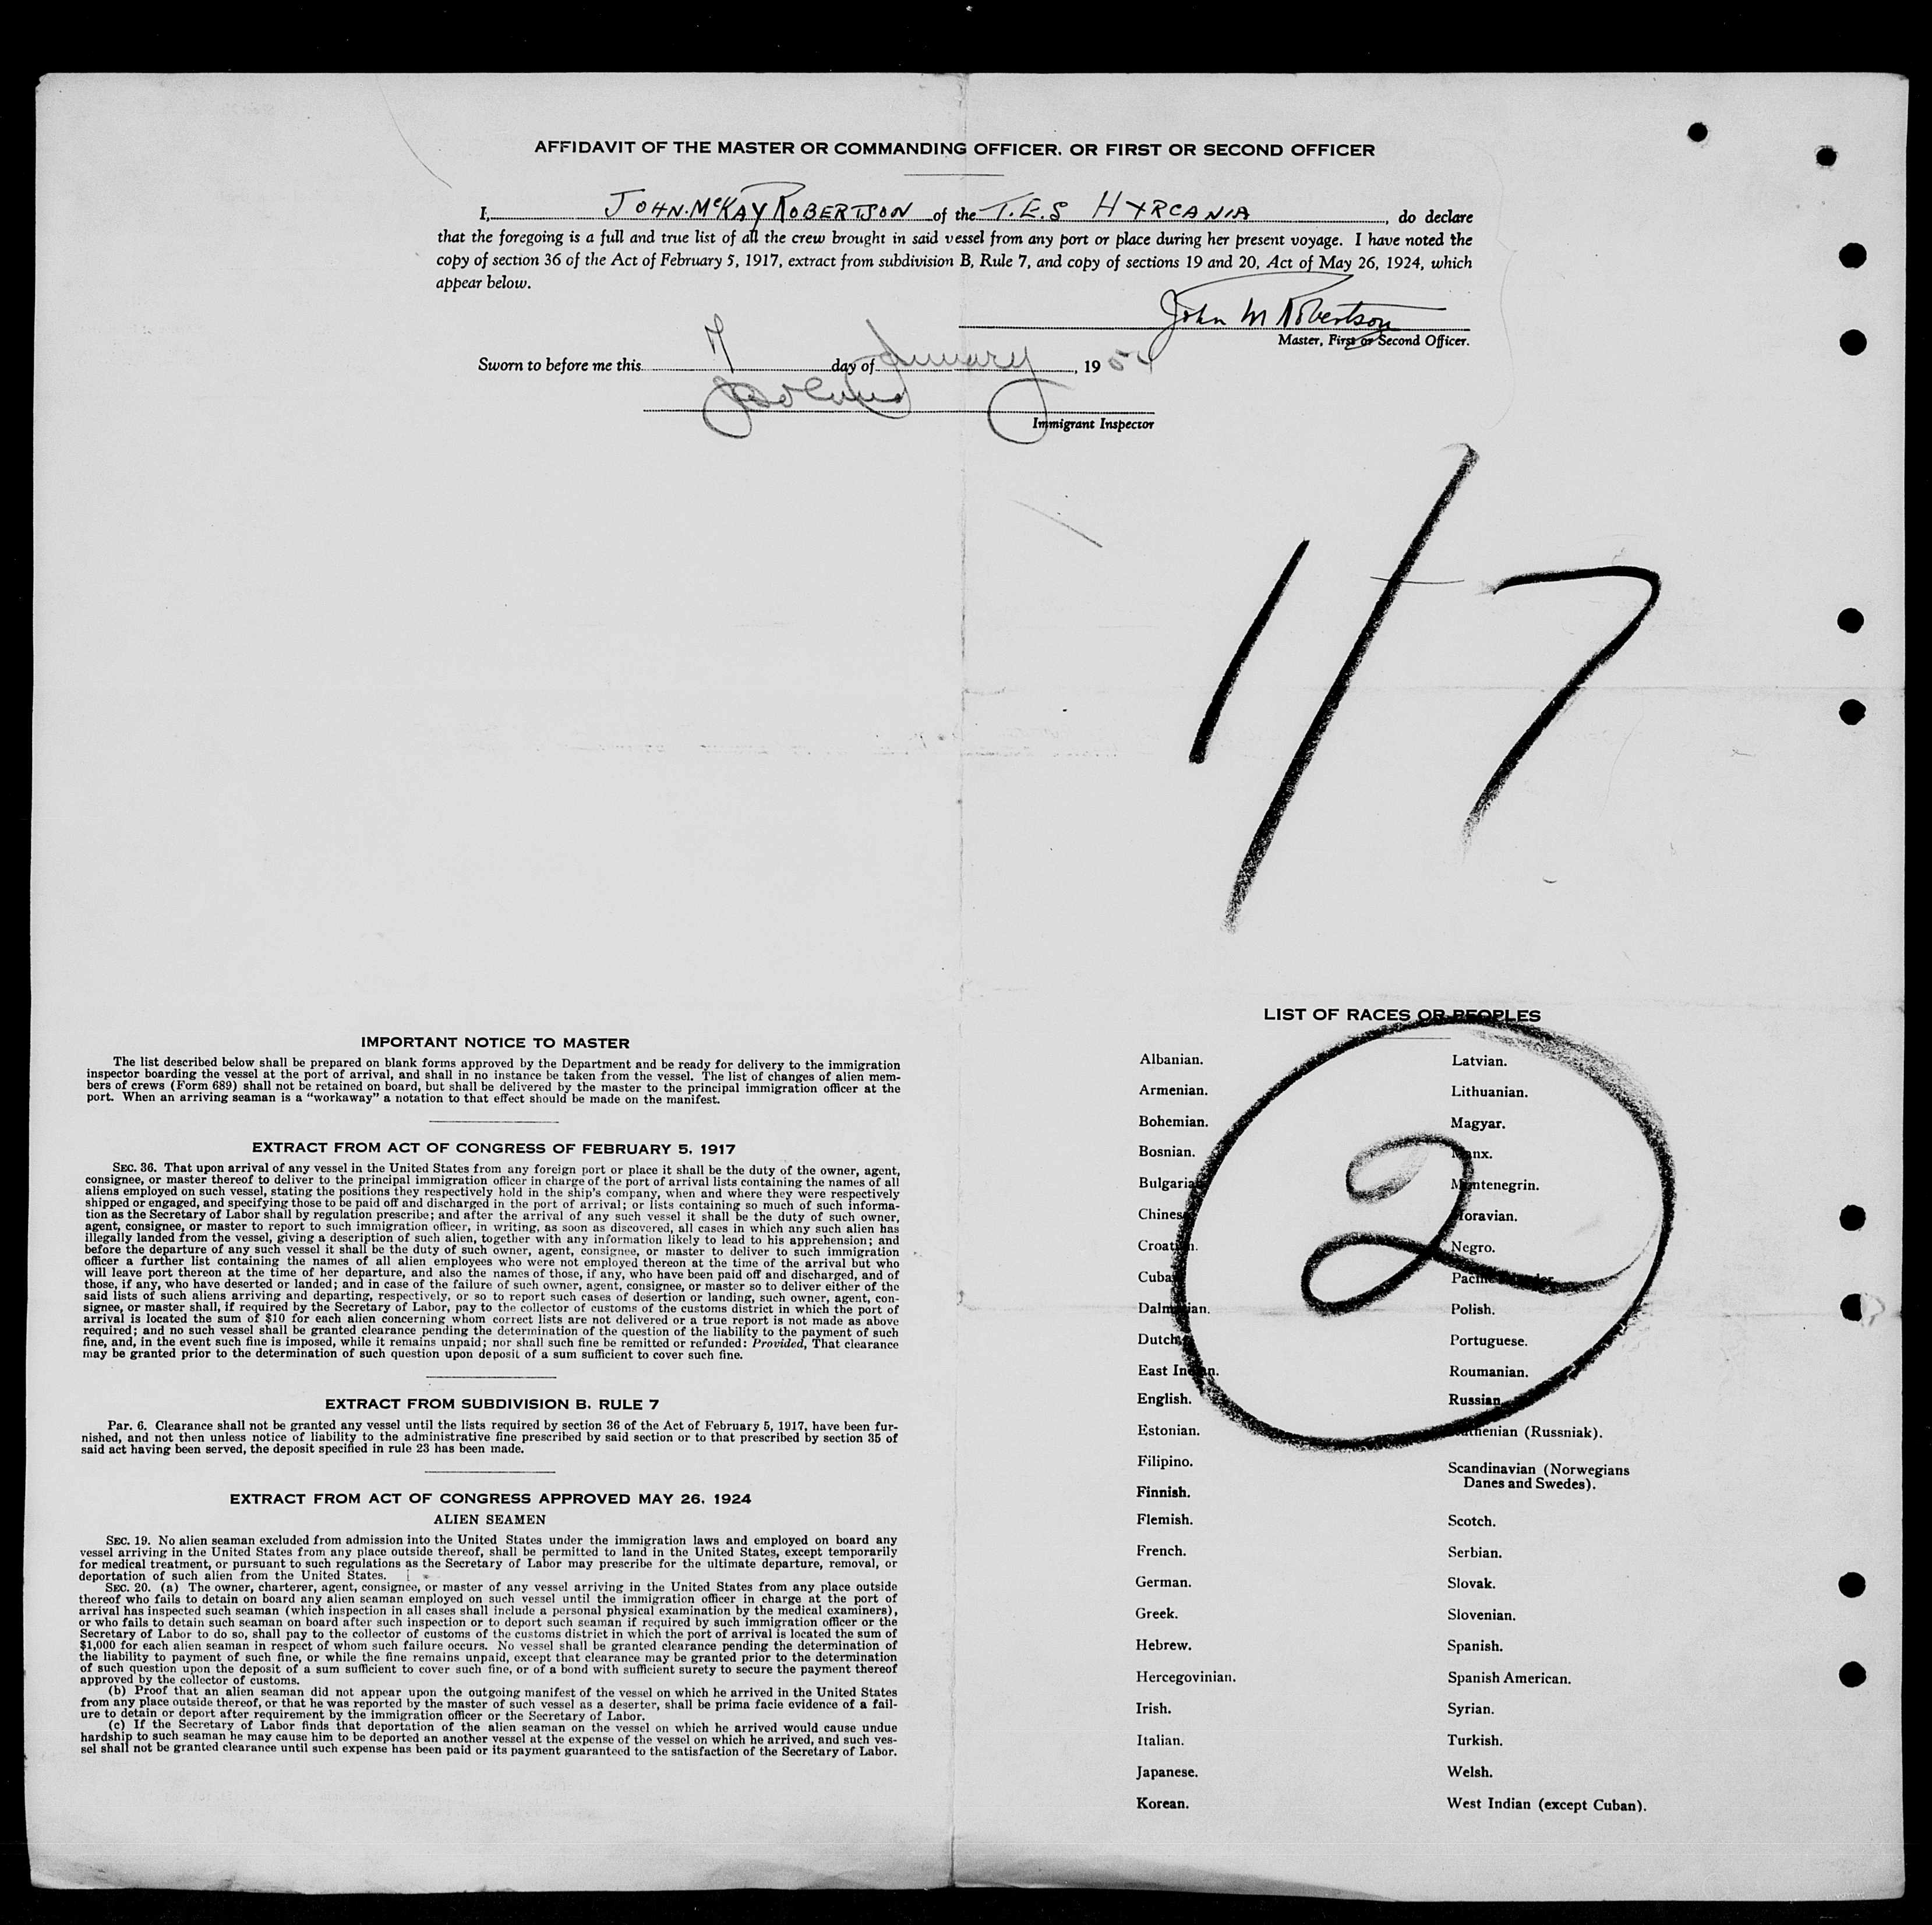 AFFIDAVIT OF THE MASTER OR COMMANDING OFFICER, OR FIRST OR SECOND OFFICER
I, JOHN. McKAY ROBERTSON of the T.E.S HYRCANIA, do declare
that the foregoing is a full and true list of all the crew brought in said vessel from any port or place during her present voyage. I have noted the
copy of section 36 of the Act of February 5, 1917, extract from subdivision B, Rule 7, and copy of sections 19 and 20, Act of May 26, 1924, which
appear below.
John M Robertson
Master, First or Second Officer.
Sworn to before me this 7 day of January, 1954
Immigrant Inspector
1/7
IMPORTANT NOTICE TO MASTER
The list described below shall be prepared on blank forms approved by the Department and be ready for delivery to the immigration
inspector boarding the vessel at the port of arrival, and shall in no instance be taken from the vessel. The list of changes of alien mem-
bers of crews (Form 689) shall not be retained on board, but shall be delivered by the master to the principal immigration officer at the
port. When an arriving seaman is a "workaway" a notation to that effect should be made on the manifest.
EXTRACT FROM ACT OF CONGRESS OF FEBRUARY 5, 1917
SEC. 36. That upon arrival of any vessel in the United States from any foreign port or place it shall be the duty of the owner, agent,
consignee, or master thereof to deliver to the principal immigration officer in charge of the port of arrival lists containing the names of all
aliens employed on such vessel, stating the positions they respectively hold in the ship's company, when and where they were respectively
shipped or engaged, and specifying those to be paid off and discharged in the port of arrival; or lists containing so much of such informa-
tion as the Secretary of Labor shall by regulation prescribe; and after the arrival of any such vessel it shall be the duty of such owner,
agent, consignee, or master to report to such immigration officer, in writing, as soon as discovered, all cases in which any such alien has
illegally landed from the vessel, giving a description of such alien, together with any information likely to lead to his apprehension; and
before the departure of any such vessel it shall be the duty of such owner, agent, consignee, or master to deliver to such immigration
officer a further list containing the names of all alien employees who were not employed thereon at the time of the arrival but who
will leave port thereon at the time of her departure, and also the names of those, if any, who have been paid off and discharged, and of
those, if any, who have deserted or landed; and in case of the failure of such owner, agent, consignee, or master so to deliver either of the
said lists of such aliens arriving and departing, respectively, or so to report such cases of desertion or landing, such owner, agent, con-
signee, or master shall, if required by the Secretary of Labor, pay to the collector of customs of the customs district in which the port of
arrival is located the sum of $10 for each alien concerning whom correct lists are not delivered or a true report is not made as above
required; and no such vessel shall be granted clearance pending the determination of the question of the liability to the payment of such
fine, and, in the event such fine is imposed, while it remains unpaid; nor shall such fine be remitted or refunded: Provided, That clearance
may be granted prior to the determination of such question upon deposit of a sum sufficient to cover such fine.
EXTRACT FROM SUBDIVISION B, RULE 7
Par. 6. Clearance shall not be granted any vessel until the lists required by section 36 of the Act of February 5, 1917, have been fur-
nished, and not then unless notice of liability to the administrative fine prescribed by said section or to that prescribed by section 35 of
said act having been served, the deposit specified in rule 23 has been made.
EXTRACT FROM ACT OF CONGRESS APPROVED MAY 26, 1924
ALIEN SEAMEN
SEC. 19. No alien seaman excluded from admission into the United States under the immigration laws and employed on board any
vessel arriving in the United States from any place outside thereof, shall be permitted to land in the United States, except temporarily
for medical treatment, or pursuant to such regulations as the Secretary of Labor may prescribe for the ultimate departure, removal, or
deportation of such alien from the United States.
SEC. 20. (a) The owner, charterer, agent, consignee, or master of any vessel arriving in the United States from any place outside
thereof who fails to detain on board any alien seaman employed on such vessel until the immigration officer in charge at the port of
arrival has inspected such seaman (which inspection in all cases shall include a personal physical examination by the medical examiners),
or who fails to detain such seaman on board after such inspection or to deport such seaman if required by such immigration officer or the
Secretary of Labor to do so, shall pay to the collector of customs of the customs district in which the port of arrival is located the sum of
$1,000 for each alien seaman in respect of whom such failure occurs. No vessel shall be granted clearance pending the determination of
the liability to payment of such fine, or while the fine remains unpaid, except that clearance may be granted prior to the determination
of such question upon the deposit of a sum sufficient to cover such fine, or of a bond with sufficient surety to secure the payment thereof
approved by the collector of customs.
(b) Proof that an alien seaman did not appear upon the outgoing manifest of the vessel on which he arrived in the United States
from any place outside thereof, or that he was reported by the master of such vessel as a deserter, shall be prima facie evidence of a fail-
ure to detain or deport after requirement by the immigration officer or the Secretary of Labor.
(c) If the Secretary of Labor finds that deportation of the alien seaman on the vessel on which he arrived would cause undue
hardship to such seaman he may cause him to be deported an another vessel at the expense of the vessel on which he arrived, and such ves-
sel shall not be granted clearance until such expense has been paid or its payment guaranteed to the satisfaction of the Secretary of Labor.
LIST OF RACES OR PEOPLES
Albanian.
Armenian.
Bohemian.
Bosnian.
Bulgarian.
Chinese.
Croatian.
Cuban.
Dalmatian.
Dutch.
East Indian.
English.
Estonian.
Filipino.
Finnish.
Flemish.
French.
German.
Greek.
Hebrew.
Hercegovinian.
Irish.
Italian.
Japanese.
Korean.
Latvian.
Lithuanian.
Magyar.
Manx.
Montenegrin.
Moravian.
Negro.
Pacific Islander.
Polish.
Portuguese.
Roumanian.
Russian.
Ruthenian (Russniak).
Scandinavian (Norwegians
Danes and Swedes).
Scotch.
Serbian.
Slovak.
Slovenian.
Spanish.
Spanish American.
Syrian.
Turkish.
Welsh.
West Indian (except Cuban).
2